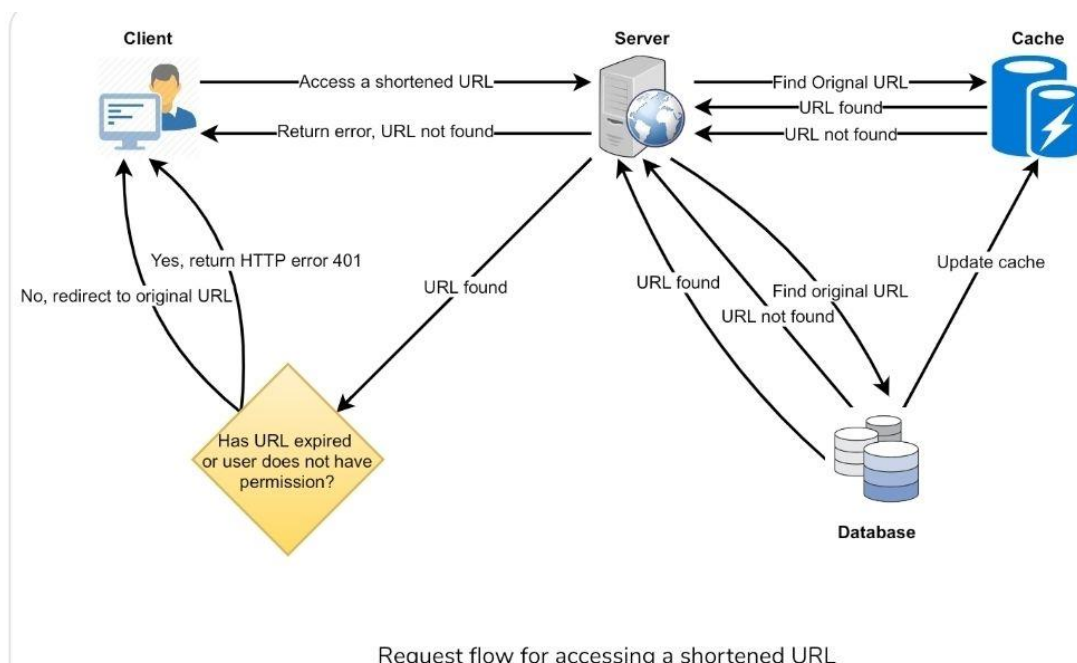 Client
Server
Cache
Access a shortened URL
Find Orignal URL
URL found
Return error, URL not found
URL not found
Yes, return HTTP error 401
No, redirect to original URL
URL found
URL found
Find original URL
URL not found
Update cache
Has URL expired
or user does not have
permission?
Database
Request flow for accessing a shortened URL